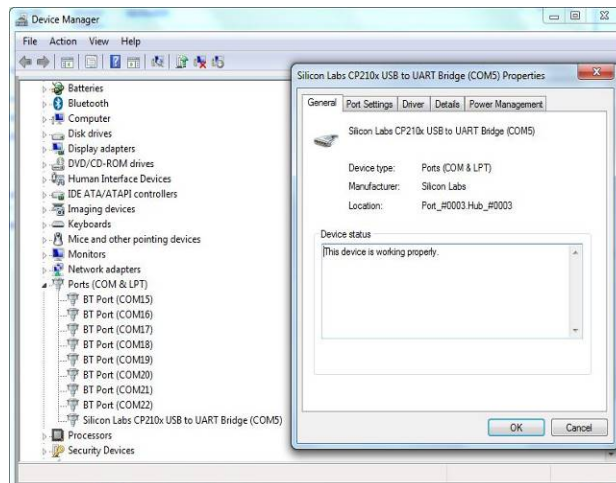 Device Manager
File Action View Help
Batteries
Bluetooth
Computer
Disk drives
Display adapters
DVD/CD-ROM drives
Human Interface Devices
IDE ATA/ATAPI controllers
Imaging devices
Keyboards
Mice and other pointing devices
Monitors
Network adapters
Ports (COM & LPT)
BT Port (COM15)
BT Port (COM16)
BT Port (COM17)
BT Port (COM18)
BT Port (COM19)
BT Port (COM20)
BT Port (COM21)
BT Port (COM22)
Silicon Labs CP210x USB to UART Bridge (COM5)
Processors
Security Devices
Silicon Labs CP210x USB to UART Bridge (COM5) Properties
General Port Settings Driver Details Power Management
Silicon Labs CP210x USB to UART Bridge (COM5)
Device type: Ports (COM & LPT)
Manufacturer: Silicon Labs
Location: Port_#0003.Hub_#0003
Device status
This device is working properly.
OK Cancel